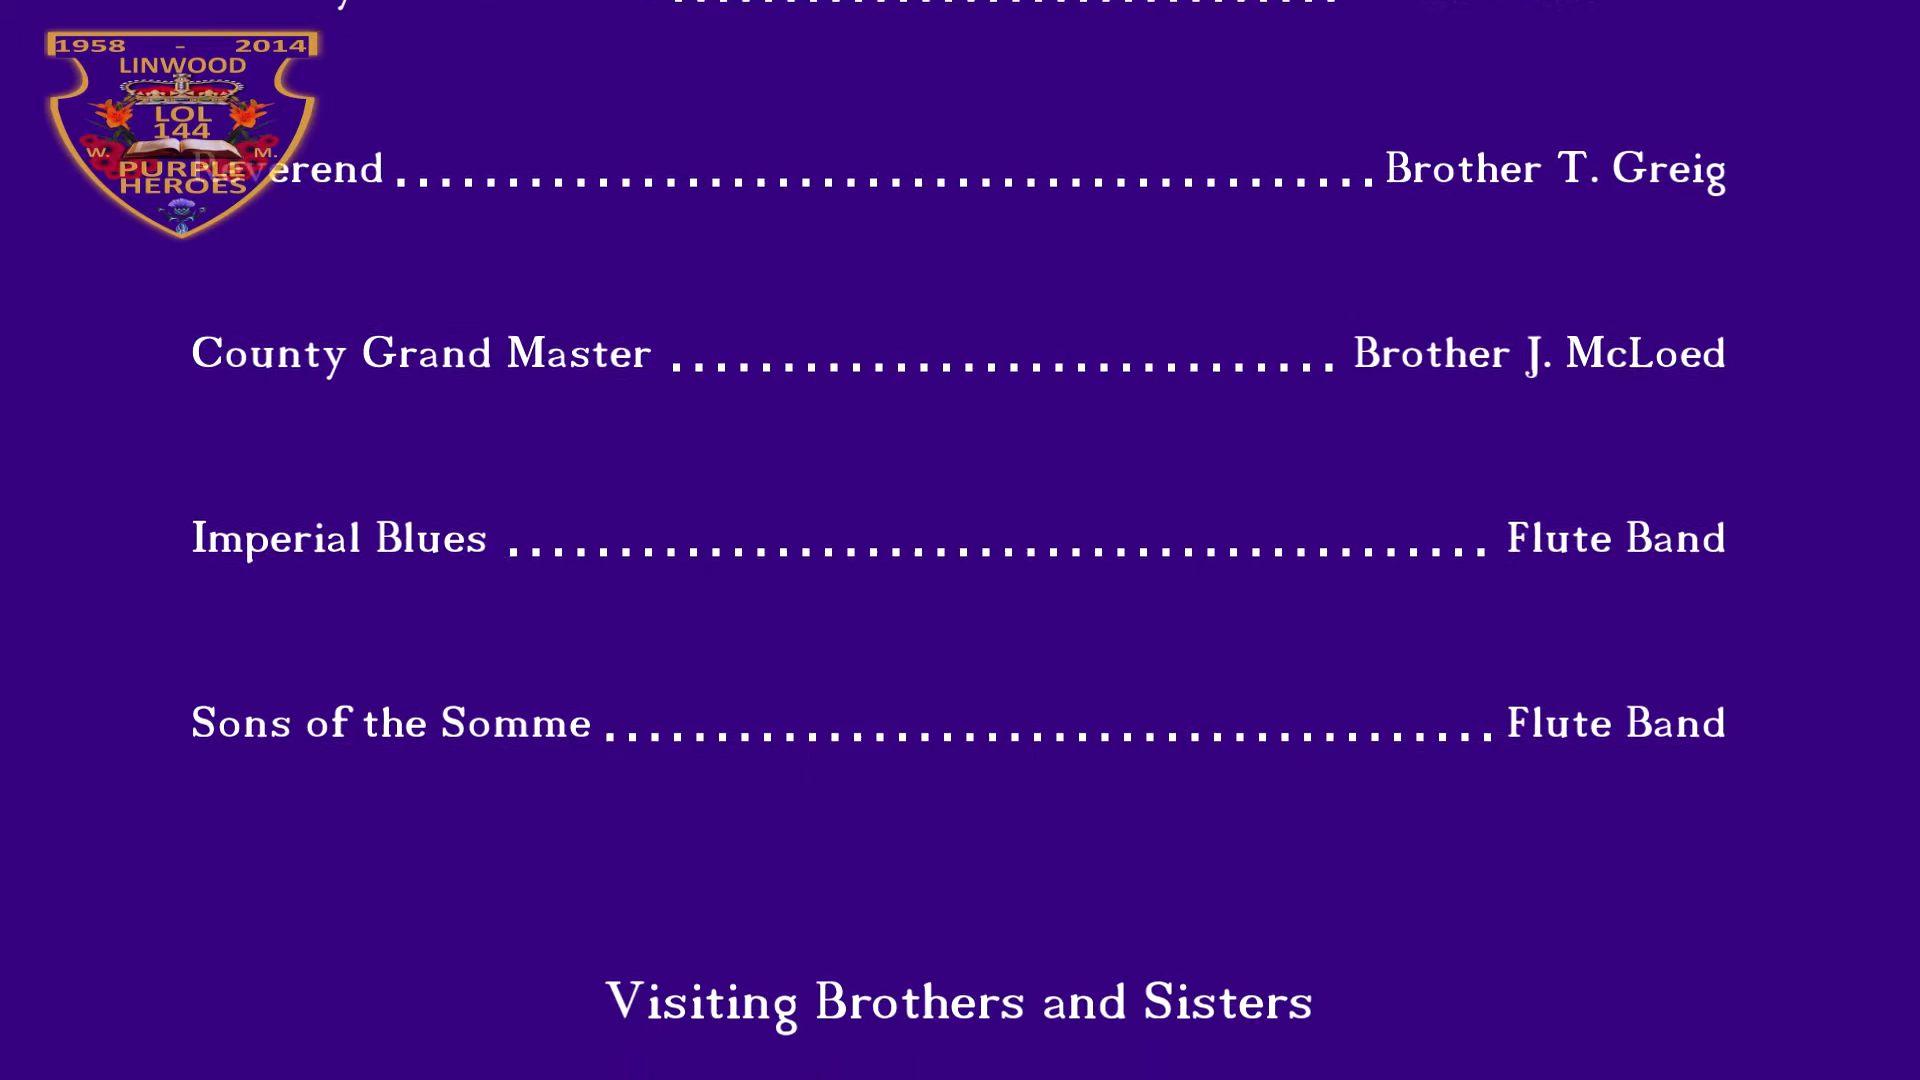 1958 - 2014
LINWOOD
LOL
144
W. M.
PURPLE
HEROES
Reverend ............................................ Brother T. Greig
County Grand Master .............................. Brother J. McLoed
Imperial Blues ............................................ Flute Band
Sons of the Somme ........................................ Flute Band
Visiting Brothers and Sisters